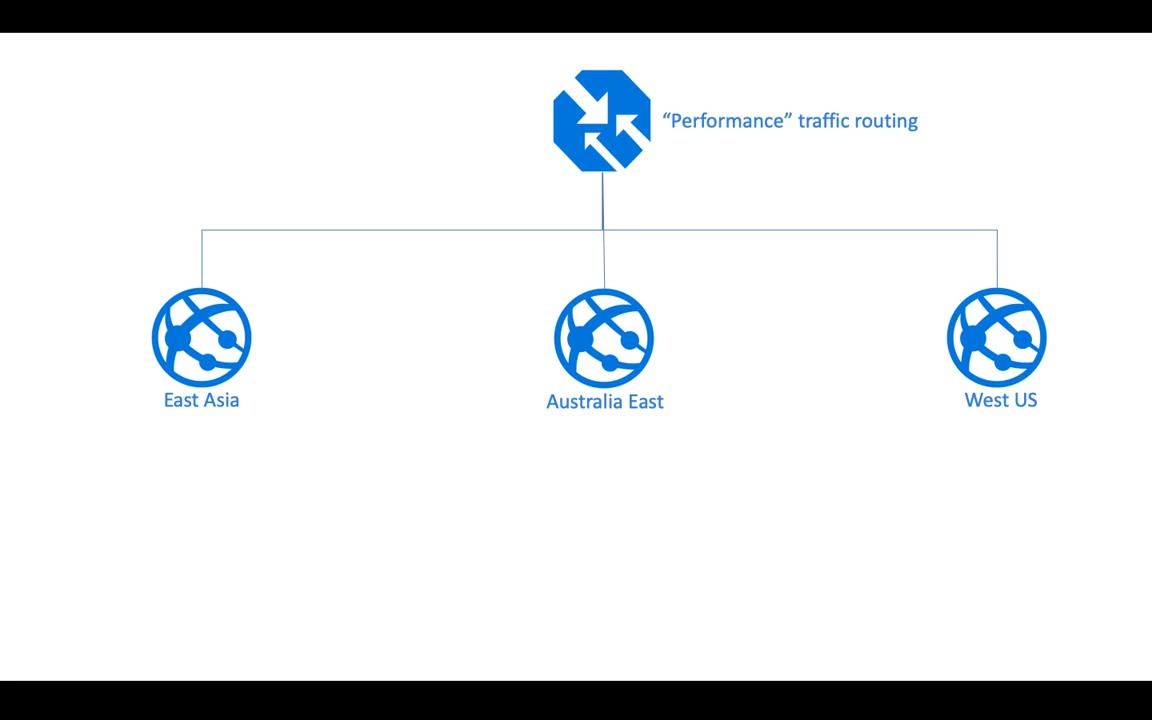 “Performance” traffic routing
East Asia
Australia East
West US